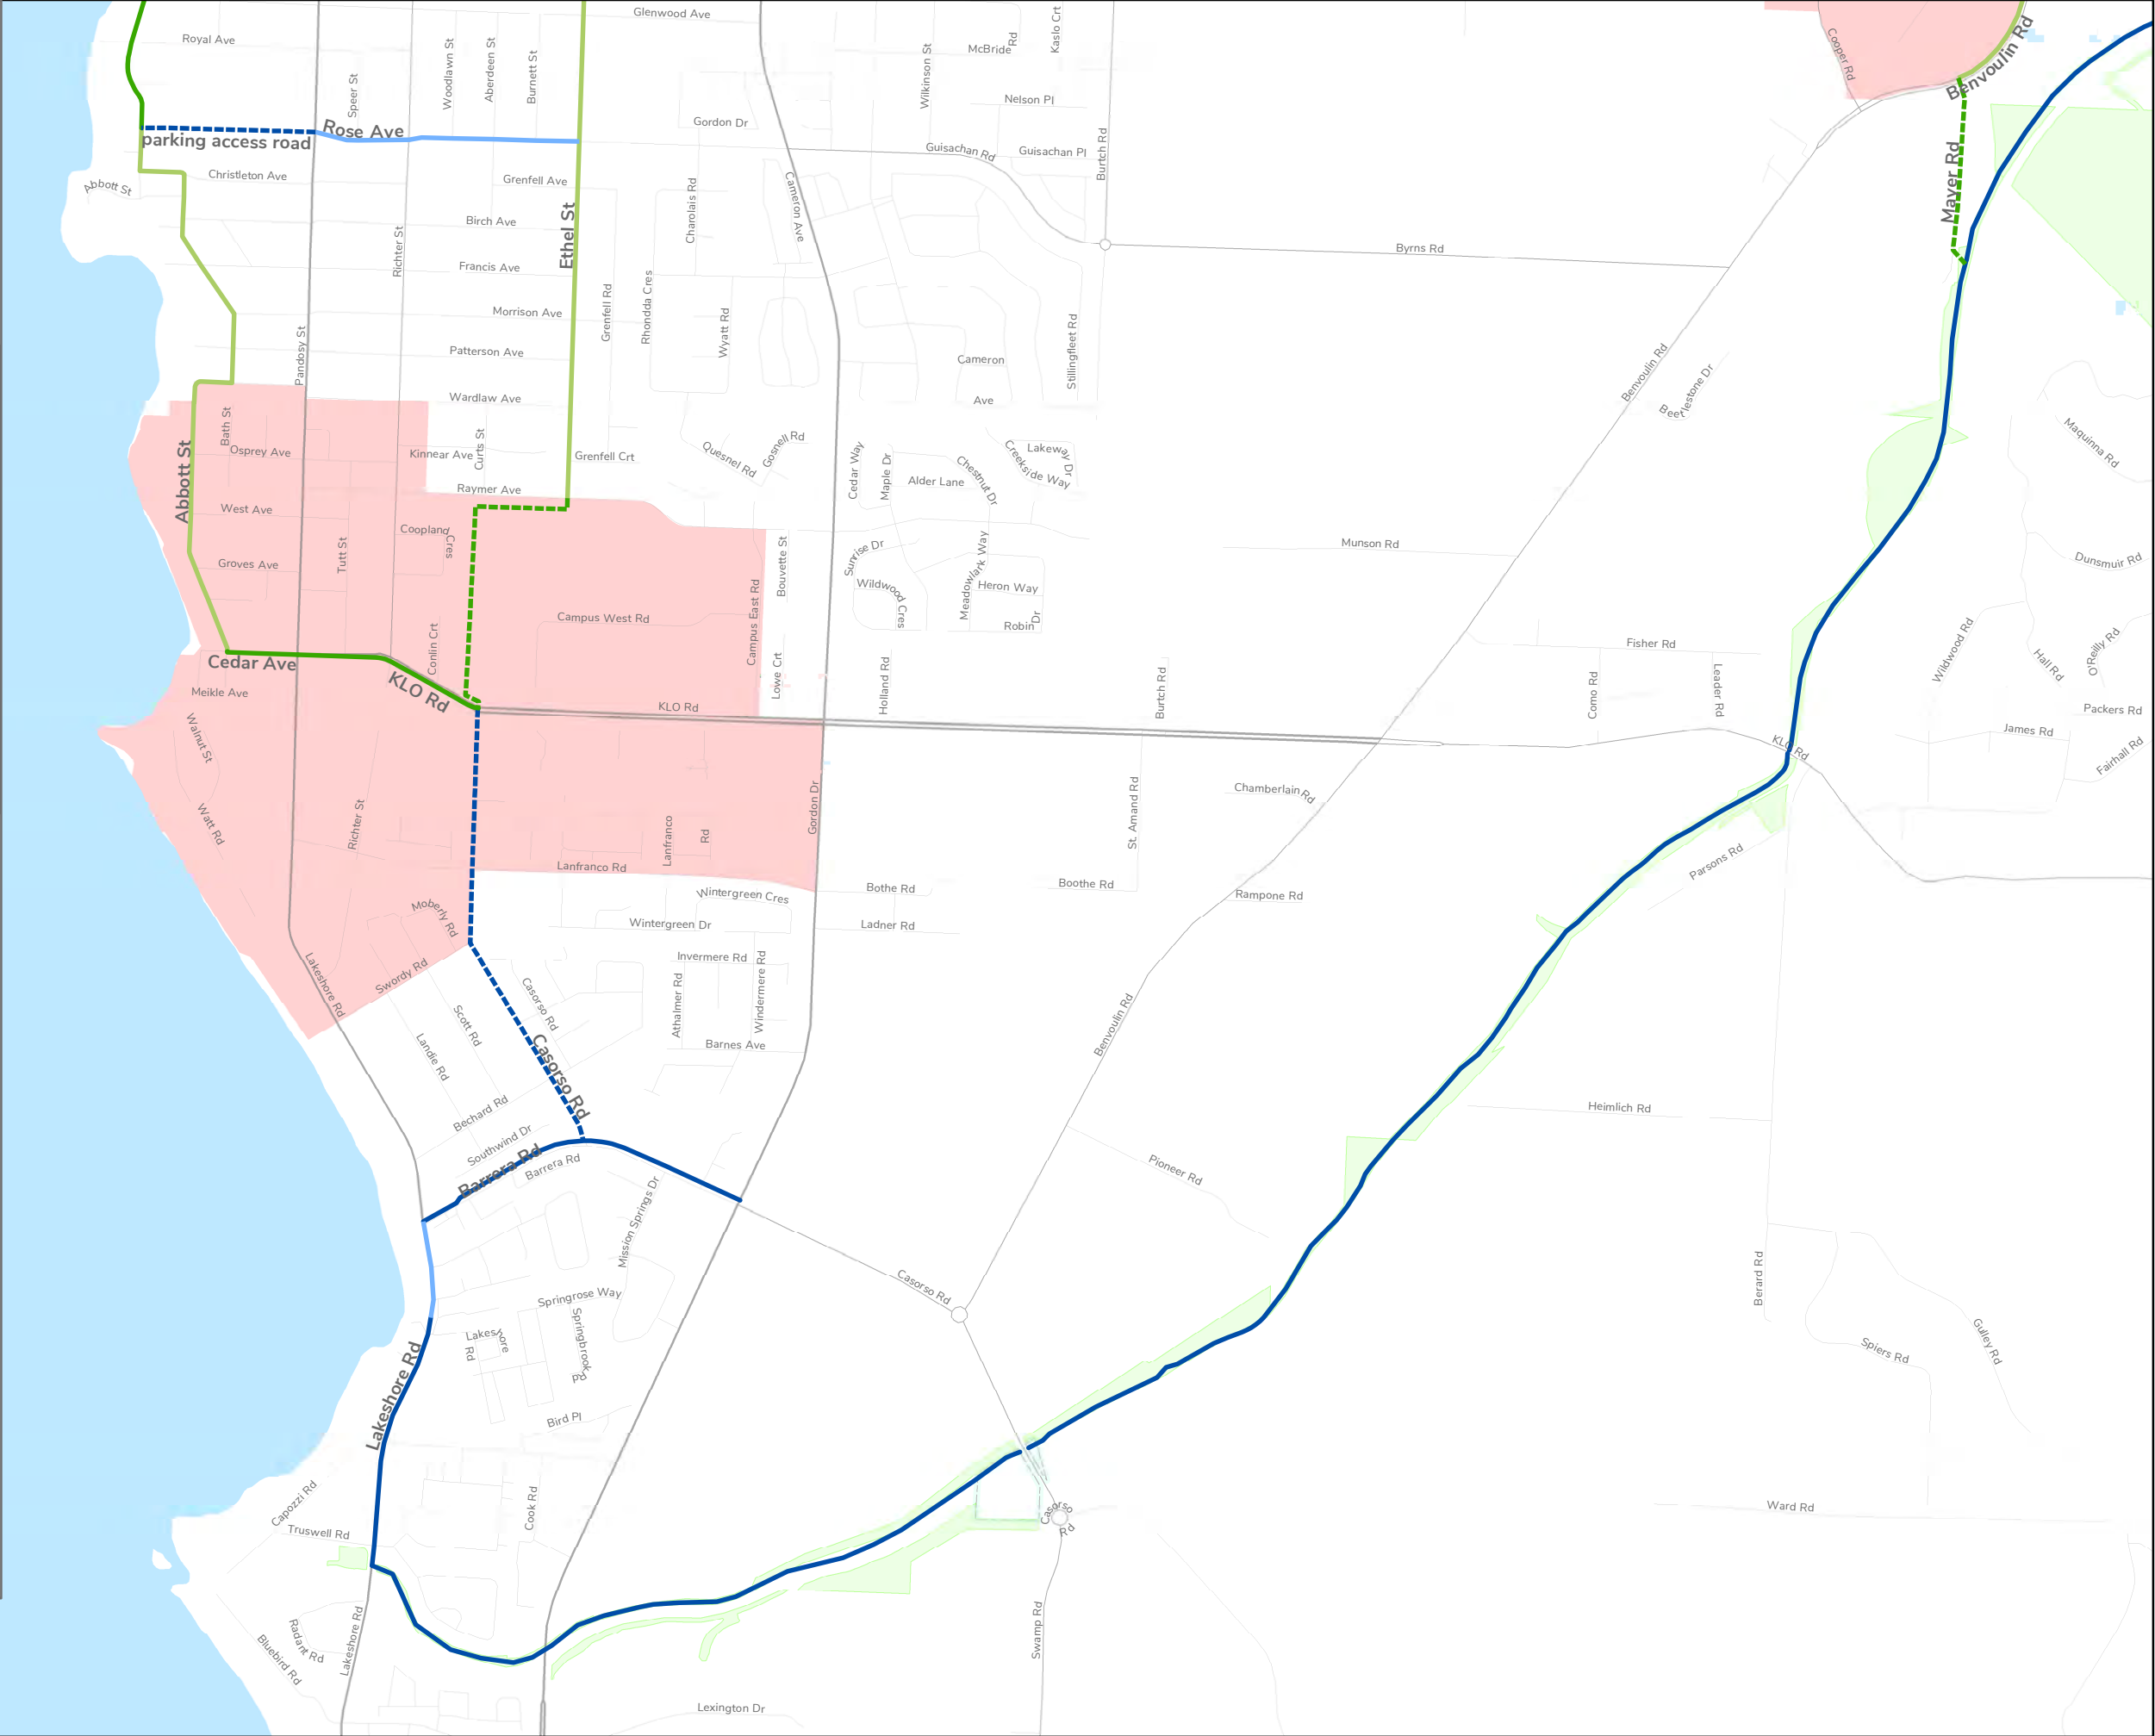 Glenwood Ave
Royal Ave
McBride
Rd
Kaslo Crt
Cooper Rd
Benvoulin Rd
Speer St
Woodlawn St
Aberdeen St
Burnett St
Wilkinson St
Nelson Pl
Gordon Dr
parking access road
Rose Ave
Guisachan Rd
Guisachan Pl
Burtch Rd
Mayer Rd
Abbott St
Christleton Ave
Grenfell Ave
Charolais Rd
Cameron Ave
Birch Ave
Richter St
Ethel St
Francis Ave
Byrns Rd
Grenfell Rd
Rhondda Cres
Morrison Ave
Wyatt Rd
Pandosy St
Patterson Ave
Cameron
Ave
Stillingfleet Rd
Benvoulin Rd
Wardlaw Ave
Bath St
Abbott St
Osprey Ave
Kinnear Ave
Curts St
Grenfell Crt
Quesnel Rd
Gosnell Rd
Cedar Way
Maple Dr
Alder Lane
Chestnut Dr
Lakeway Dr
Creekside Way
Maquinna Rd
Raymer Ave
West Ave
Tutt St
Coopland
Cres
Groves Ave
Bouvette St
Sunrise Dr
Wildwood
Cres
Meadowlark Way
Heron Way
Robin
Dr
Munson Rd
Dunsmuir Rd
Campus West Rd
Campus East Rd
Conlin Crt
Cedar Ave
KLO Rd
Meikle Ave
Lowe Crt
Holland Rd
Burtch Rd
Fisher Rd
Como Rd
Leader Rd
Wildwood Rd
Hall Rd
O'Reilly Rd
KLO Rd
Packers Rd
James Rd
Fairhall Rd
KLO Rd
Walnut St
Watt Rd
Richter St
Lanfranco
Rd
Gordon Dr
St. Amand Rd
Chamberlain Rd
Parsons Rd
Lanfranco Rd
Wintergreen Cres
Bothe Rd
Boothe Rd
Rampone Rd
Moberly Rd
Wintergreen Dr
Ladner Rd
Lakeshore Rd
Swordy Rd
Invermere Rd
Casorso Rd
Athalmer Rd
Windermere Rd
Scott Rd
Landie Rd
Casorso Rd
Barnes Ave
Benvoulin Rd
Bechard Rd
Southwind Dr
Barrera Rd
Barrera Rd
Heimlich Rd
Mission Springs Dr
Pioneer Rd
Casorso Rd
Springrose Way
Berard Rd
Lakeshore
Rd
Springbrook
Rd
Spiers Rd
Gulley Rd
Lakeshore Rd
Bird Pl
Capozzi Rd
Truswell Rd
Cook Rd
Casorso
Rd
Ward Rd
Radant Rd
Bluebird Rd
Lakeshore Rd
Swamp Rd
Lexington Dr